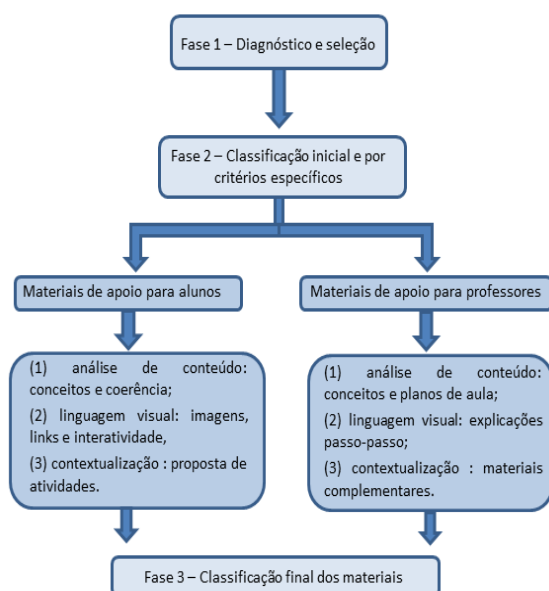 Fase 1 – Diagnóstico e seleção
Fase 2 – Classificação inicial e por
critérios específicos
Materiais de apoio para alunos
Materiais de apoio para professores
(1) análise de conteúdo:
conceitos e coerência;
(2) linguagem visual: imagens,
links e interatividade,
(3) contextualização : proposta de
atividades.
(1) análise de conteúdo:
conceitos e planos de aula;
(2) linguagem visual: explicações
passo-passo;
(3) contextualização : materiais
complementares.
Fase 3 – Classificação final dos materiais